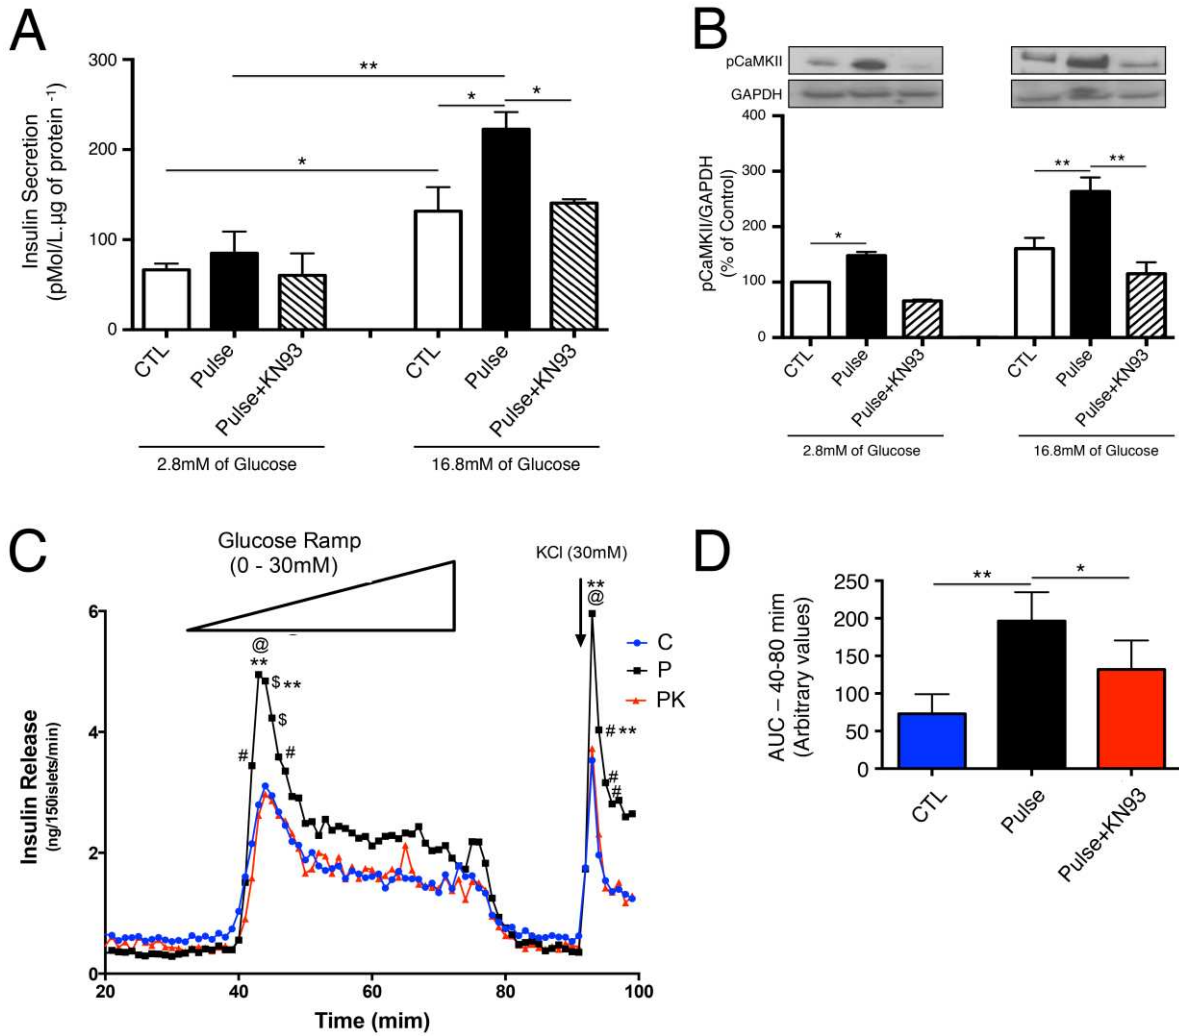 A
Insulin Secretion
(pMol/L.µg of protein ⁻¹)
300
200
100
0
**
*
*
*
CTL
Pulse
Pulse+KN93
CTL
Pulse
Pulse+KN93
2.8mM of Glucose
16.8mM of Glucose
B
pCaMKII
GAPDH
pCaMKII/GAPDH
(% of Control)
400
300
200
100
0
*
**
**
CTL
Pulse
Pulse+KN93
CTL
Pulse
Pulse+KN93
2.8mM of Glucose
16.8mM of Glucose
C
Glucose Ramp
(0 - 30mM)
KCl (30mM)
Insulin Release
(ng/150islets/min)
6
4
2
0
@
**
$ **
$
#
#
**
@
# **
#
#
C
P
PK
20
40
60
80
100
Time (mim)
D
AUC – 40-80 mim
(Arbitrary values)
250
200
150
100
50
0
**
*
CTL
Pulse
Pulse+KN93